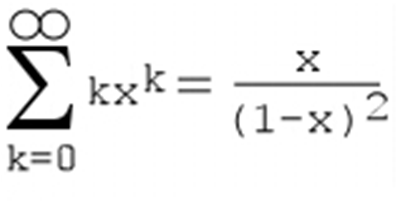 ∞
∑ kx^k = x/(1-x)^2
k=0